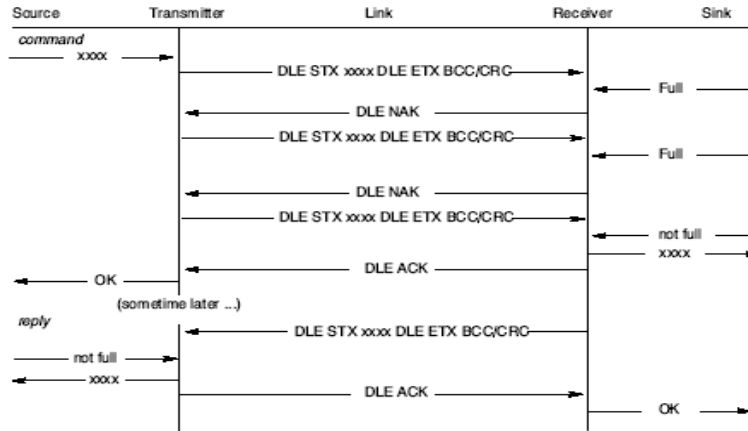 Source Transmitter Link Receiver Sink
command
xxxx
DLE STX xxxx DLE ETX BCC/CRC
Full
DLE NAK
DLE STX xxxx DLE ETX BCC/CRC
Full
DLE NAK
DLE STX xxxx DLE ETX BCC/CRC
not full
xxxx
DLE ACK
OK
(sometime later ...)
reply
DLE STX xxxx DLE ETX BCC/CRC
not full
xxxx
DLE ACK
OK